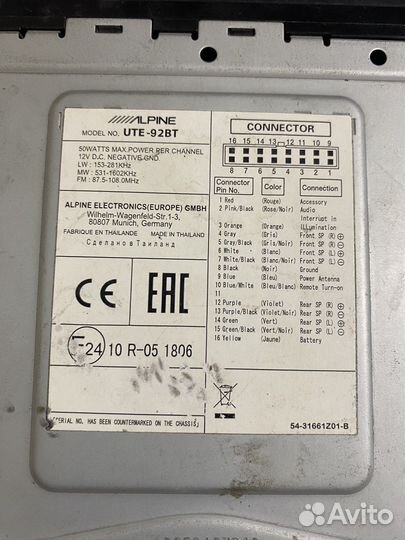 ALPINE
MODEL NO. UTE-92BT
50WATTS MAX.POWER PER CHANNEL
12V D.C. NEGATIVE GND
LW : 153-281KHz
MW : 531-1602KHz
FM : 87.5-108.0MHz
ALPINE ELECTRONICS(EUROPE) GMBH
Wilhelm-Wagenfeld-Str.1-3,
80807 Munich, Germany
FABRIQUE EN THAILANDE MADE IN THAILAND
Сделано в Таиланд
CE EAC
24 10 R-05 1806
SERIAL NO. HAS BEEN COUNTERMARKED ON THE CHASSIS
CONNECTOR
16 15 14 13 12 11 10 9
8 7 6 5 4 3 2 1
Connector Pin No. Color Connection
1 Red (Rouge) Accessory
2 Pink/Black (Rose/Noir) Audio
Interrupt in
3 Orange (Orange) Illumination
4 Gray (Gris) Front SP (R) ⊕
5 Gray/Black (Gris/Noir) Front SP (R) ⊖
6 White (Blanc) Front SP (L) ⊕
7 White/Black (Blanc/Noir) Front SP (L) ⊖
8 Black (Noir) Ground
9 Blue (Bleu) Power Antenna
10 Blue/White (Bleu/Blanc) Remote Turn-on
11
12 Purple (Violet) Rear SP (R) ⊕
13 Purple/Black (Violet/Noir) Rear SP (R) ⊖
14 Green (Vert) Rear SP (L) ⊕
15 Green/Black (Vert/Noir) Rear SP (L) ⊖
16 Yellow (Jaune) Battery
54-31661Z01-B
Avito